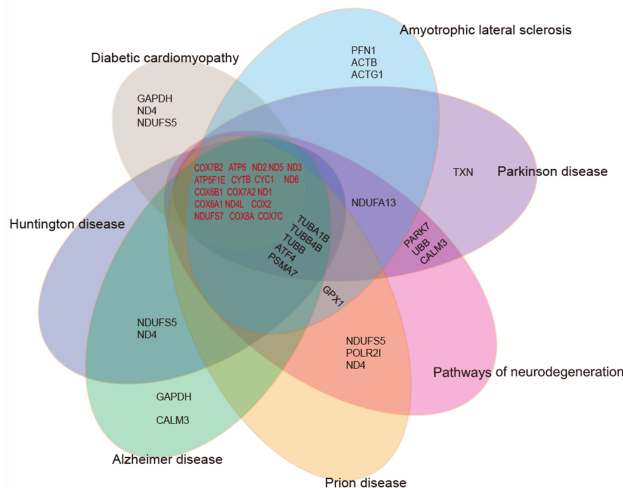 Amyotrophic lateral sclerosis
PFN1
ACTB
ACTG1
Diabetic cardiomyopathy
GAPDH
ND4
NDUFS5
Parkinson disease
TXN
COX7B2 ATP6 ND2 ND5 ND3
ATP5F1E CYTB CYC1 ND6
COX6B1 COX7A2 ND1
COX6A1 ND4L COX2
NDUFS7 COX8A COX7C
NDUFA13
Huntington disease
TUBA1B
TUBB4B
TUBB
ATF4
PSMA7
PARK7
UBB
CALM3
GPX1
NDUFS5
ND4
NDUFS5
POLR2I
ND4
Pathways of neurodegeneration
GAPDH
CALM3
Alzheimer disease
Prion disease